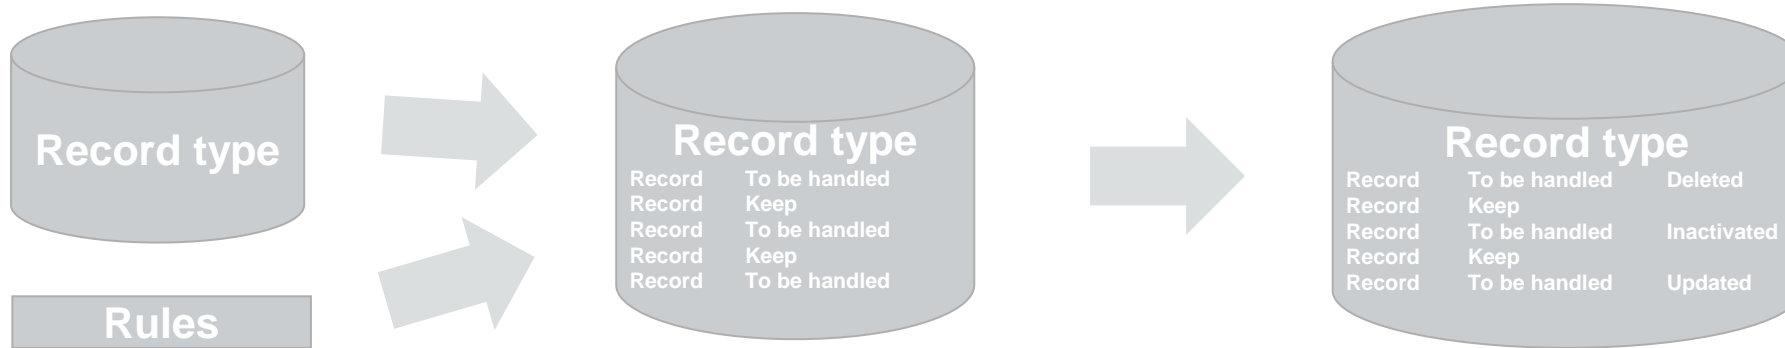 Record type
Rules
Record type
Record To be handled
Record Keep
Record To be handled
Record Keep
Record To be handled
Record type
Record To be handled Deleted
Record Keep
Record To be handled Inactivated
Record Keep
Record To be handled Updated